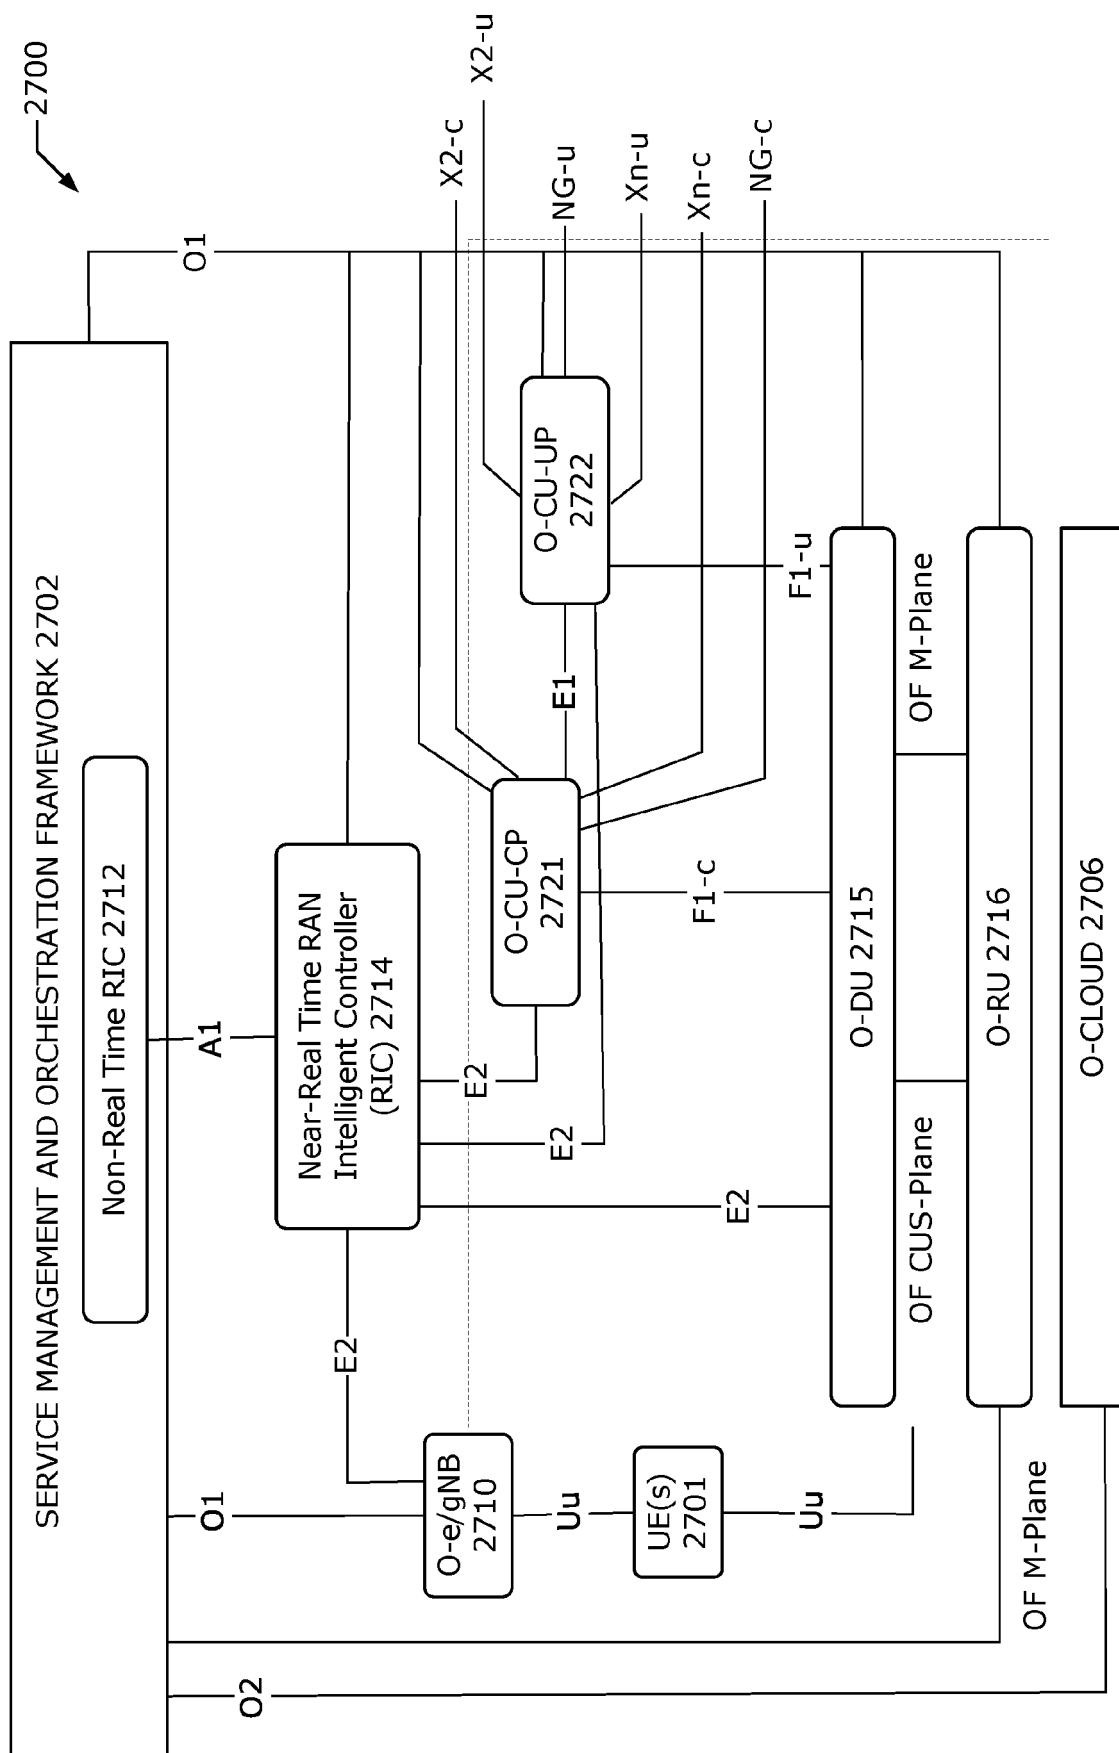 2700
SERVICE MANAGEMENT AND ORCHESTRATION FRAMEWORK 2702
Non-Real Time RIC 2712
O1
O2
O1
A1
Near-Real Time RAN
Intelligent Controller
(RIC) 2714
E2
E2
E2
E2
X2-c
X2-u
NG-u
Xn-u
Xn-c
NG-c
O-e/gNB
2710
O-CU-CP
2721
E1
O-CU-UP
2722
Uu
UE(s)
2701
Uu
F1-c
F1-u
O-DU 2715
OF CUS-Plane
OF M-Plane
O-RU 2716
OF M-Plane
O-CLOUD 2706